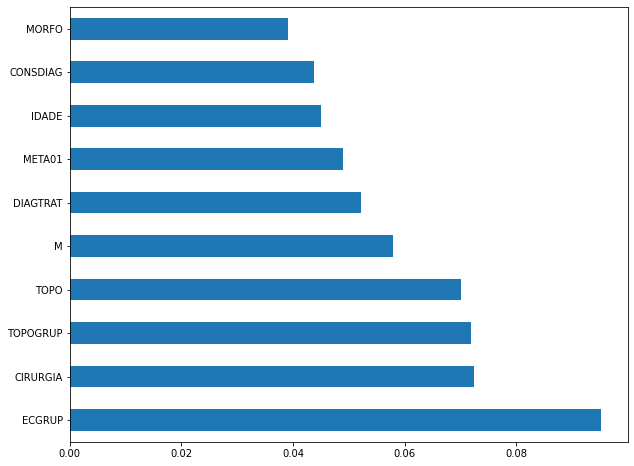 MORFO
CONSDIAG
IDADE
META01
DIAGTRAT
M
TOPO
TOPOGRUP
CIRURGIA
ECGRUP
0.00 0.02 0.04 0.06 0.08